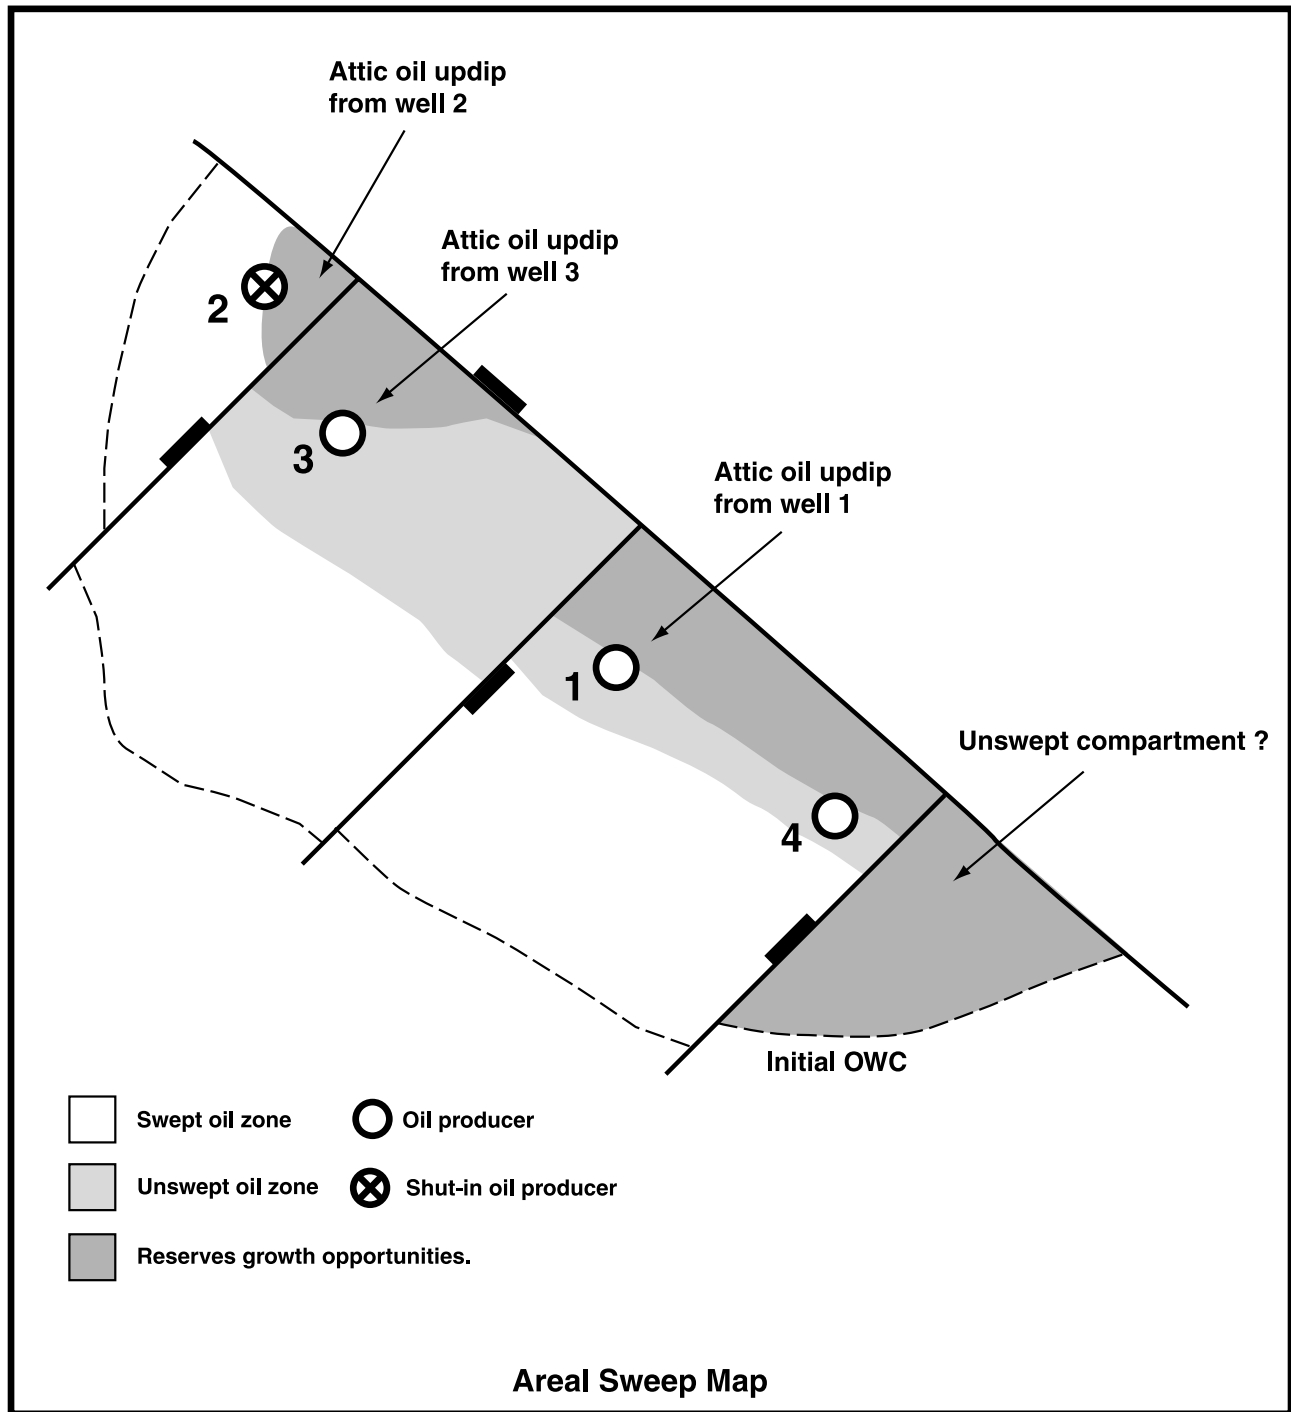 Attic oil updip
from well 2
Attic oil updip
from well 3
2
3
Attic oil updip
from well 1
1
Unswept compartment ?
4
Initial OWC
Swept oil zone
Oil producer
Unswept oil zone
Shut-in oil producer
Reserves growth opportunities.
Areal Sweep Map